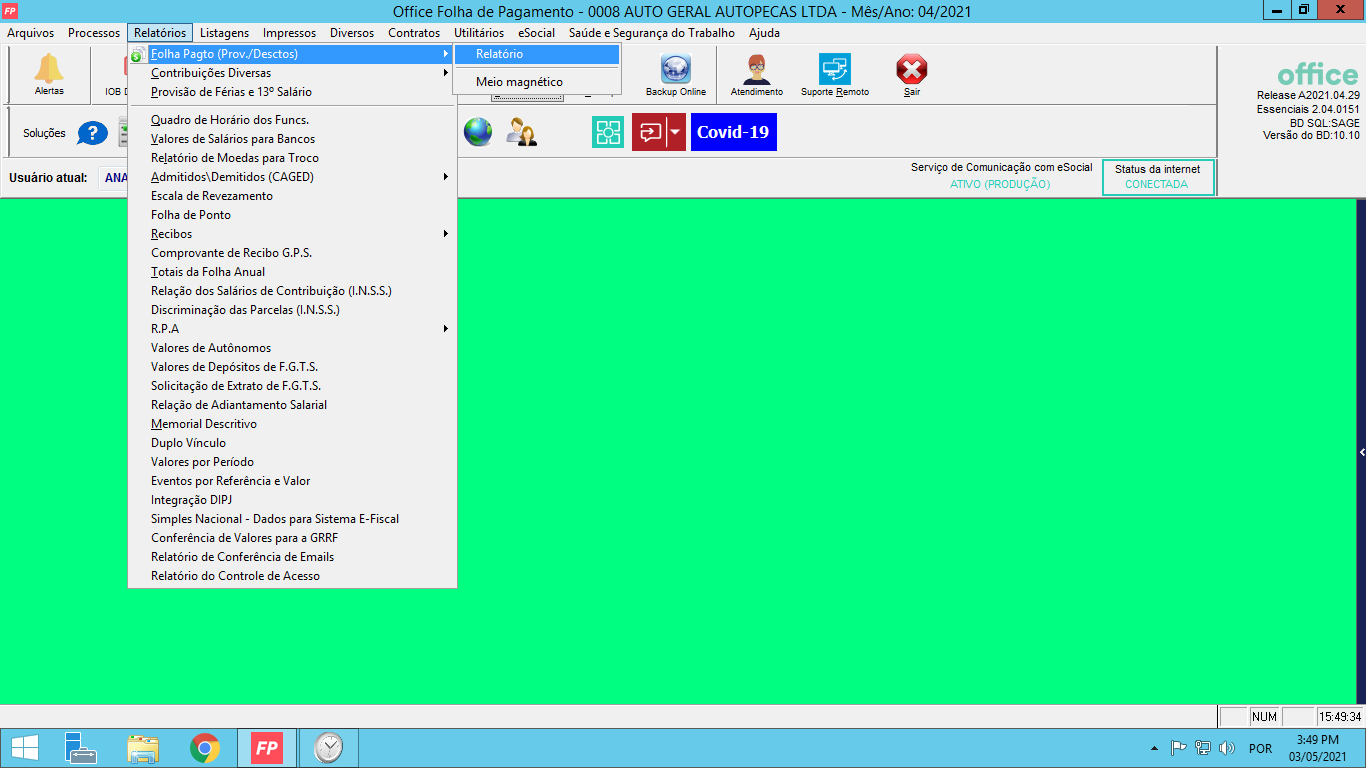 FP Office Folha de Pagamento - 0008 AUTO GERAL AUTOPECAS LTDA - Mês/Ano: 04/2021
Arquivos Processos Relatórios Listagens Impressos Diversos Contratos Utilitários eSocial Saúde e Segurança do Trabalho Ajuda
Alertas
IOB
Backup Online
Atendimento
Suporte Remoto
Sair
office
Release A2021.04.29
Essenciais 2.04.0151
BD SQL:SAGE
Versão do BD:10.10
Soluções
Covid-19
Usuário atual: ANA
Serviço de Comunicação com eSocial
ATIVO (PRODUÇÃO)
Status da internet
CONECTADA
Folha Pagto (Prov./Desctos)
Contribuições Diversas
Provisão de Férias e 13º Salário
Quadro de Horário dos Funcs.
Valores de Salários para Bancos
Relatório de Moedas para Troco
Admitidos\Demitidos (CAGED)
Escala de Revezamento
Folha de Ponto
Recibos
Comprovante de Recibo G.P.S.
Totais da Folha Anual
Relação dos Salários de Contribuição (I.N.S.S.)
Discriminação das Parcelas (I.N.S.S.)
R.P.A
Valores de Autônomos
Valores de Depósitos de F.G.T.S.
Solicitação de Extrato de F.G.T.S.
Relação de Adiantamento Salarial
Memorial Descritivo
Duplo Vínculo
Valores por Período
Eventos por Referência e Valor
Integração DIPJ
Simples Nacional - Dados para Sistema E-Fiscal
Conferência de Valores para a GRRF
Relatório de Conferência de Emails
Relatório do Controle de Acesso
Relatório
Meio magnético
NUM 15:49:34
FP
POR
3:49 PM
03/05/2021